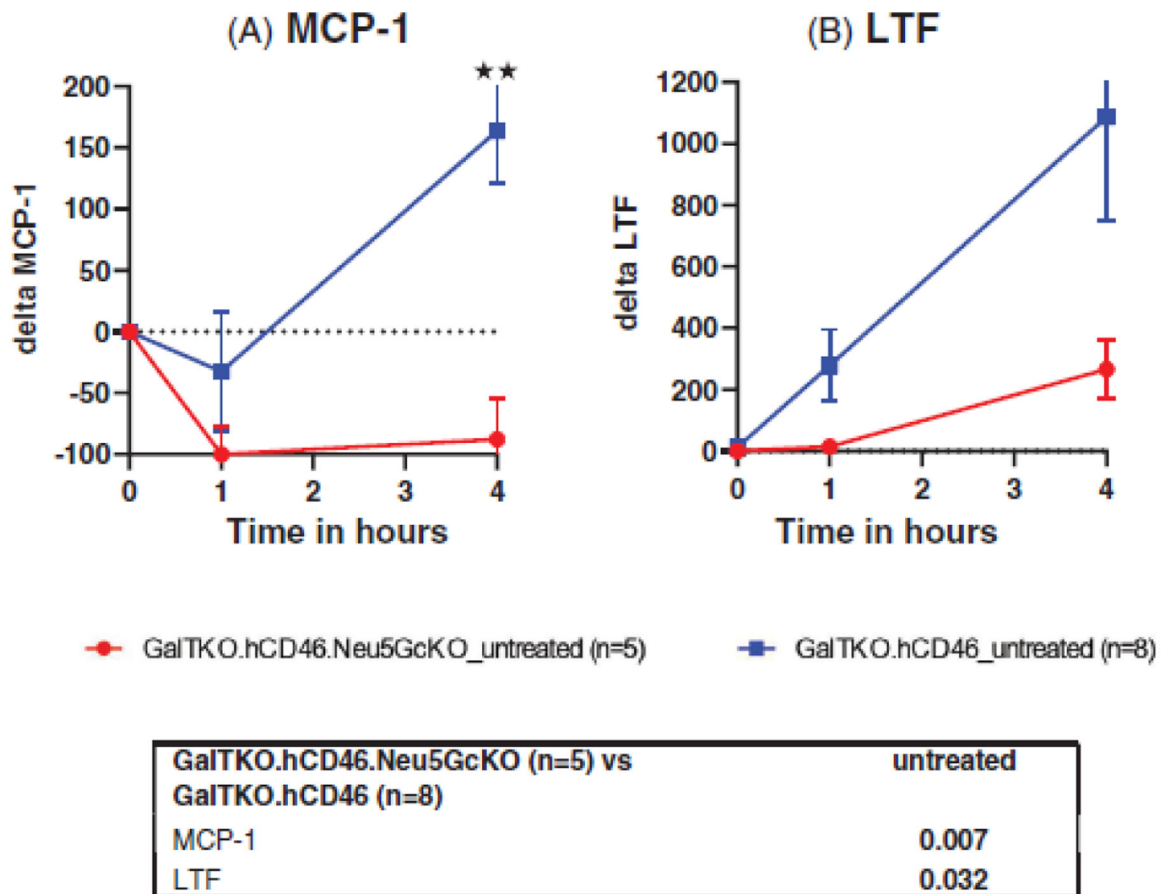 (A) MCP-1
★★
200
150
100
50
0
-50
-100
delta MCP-1
0 1 2 3 4
Time in hours
(B) LTF
1200
1000
800
600
400
200
0
delta LTF
0 1 2 3 4
Time in hours
GalTKO.hCD46.Neu5GcKO_untreated (n=5)
GalTKO.hCD46_untreated (n=8)
GalTKO.hCD46.Neu5GcKO (n=5) vs untreated
GalTKO.hCD46 (n=8)
MCP-1 0.007
LTF 0.032